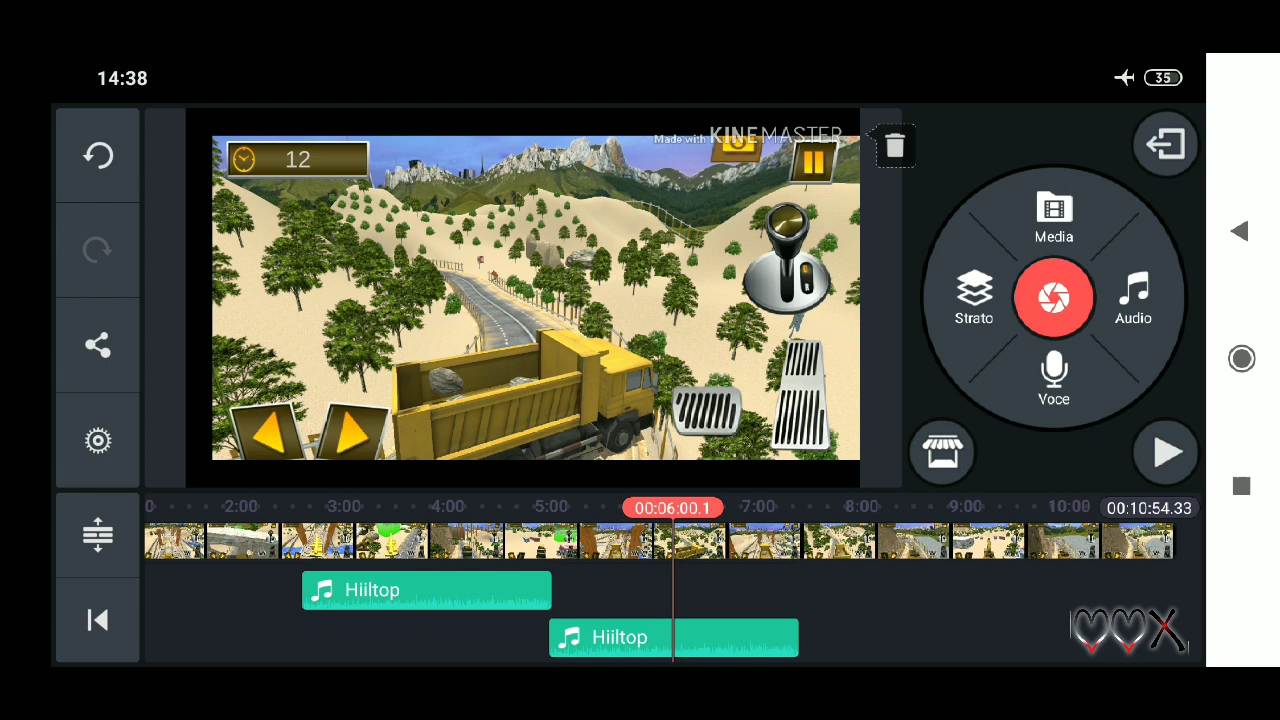 14:38
35
12
Made with KINEMASTER
Media
Strato
Audio
Voce
0 2:00 3:00 4:00 5:00 00:06:00.1 7:00 8:00 9:00 10:00 00:10:54.33
Hiiltop
Hiiltop